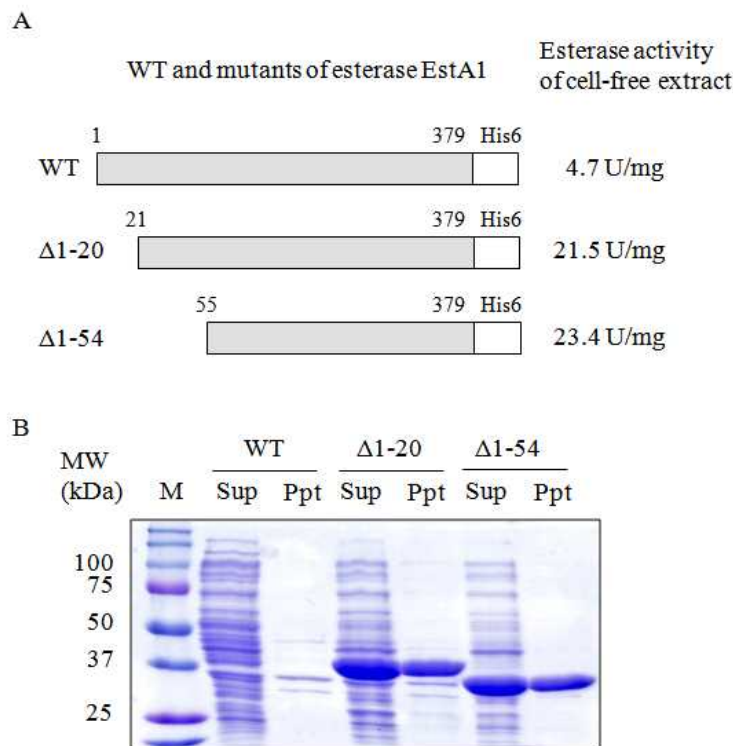 A
WT and mutants of esterase EstA1
Esterase activity
of cell-free extract
1 379 His6
WT 4.7 U/mg
21 379 His6
Δ1-20 21.5 U/mg
55 379 His6
Δ1-54 23.4 U/mg
B
MW
(kDa)
WT Δ1-20 Δ1-54
M Sup Ppt Sup Ppt Sup Ppt
100
75
50
37
25